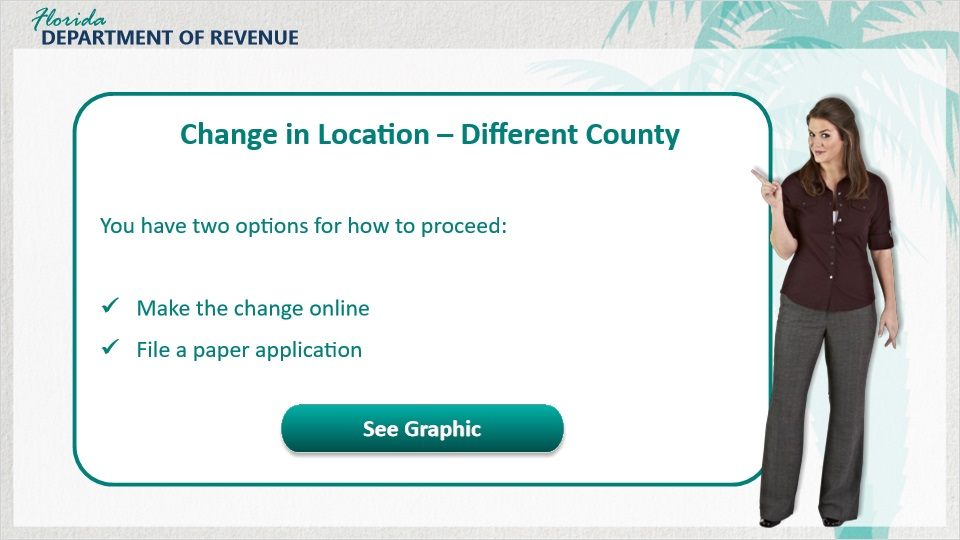 Florida
DEPARTMENT OF REVENUE
Change in Location – Different County
You have two options for how to proceed:
✓ Make the change online
✓ File a paper application
See Graphic